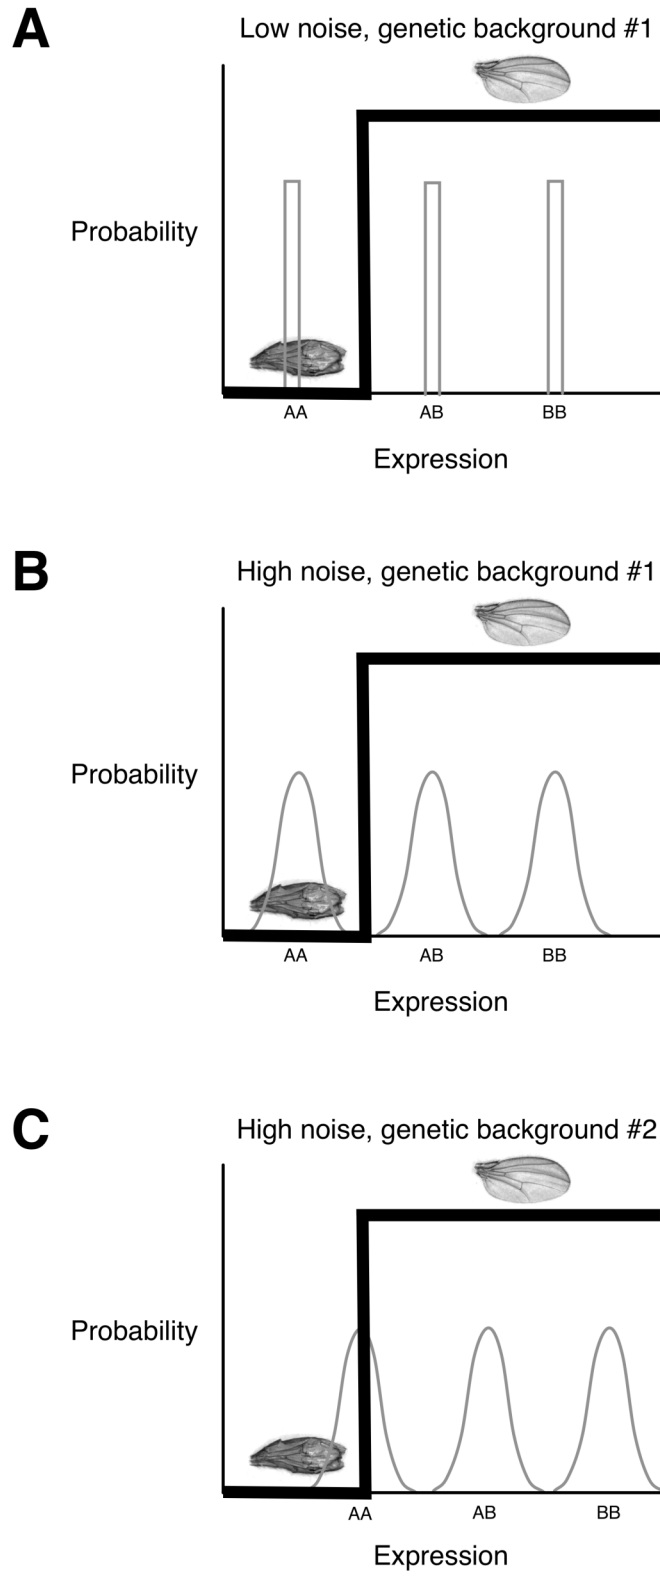 A
Low noise, genetic background #1
Probability
AA AB BB
Expression
B
High noise, genetic background #1
Probability
AA AB BB
Expression
C
High noise, genetic background #2
Probability
AA AB BB
Expression